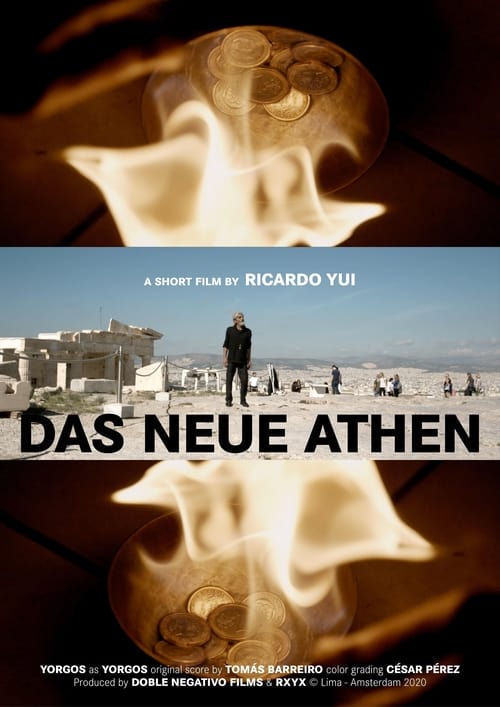 A SHORT FILM BY RICARDO YUI
DAS NEUE ATHEN
YORGOS as YORGOS original score by TOMÁS BARREIRO color grading CÉSAR PÉREZ
Produced by DOBLE NEGATIVO FILMS & RXYX © Lima - Amsterdam 2020